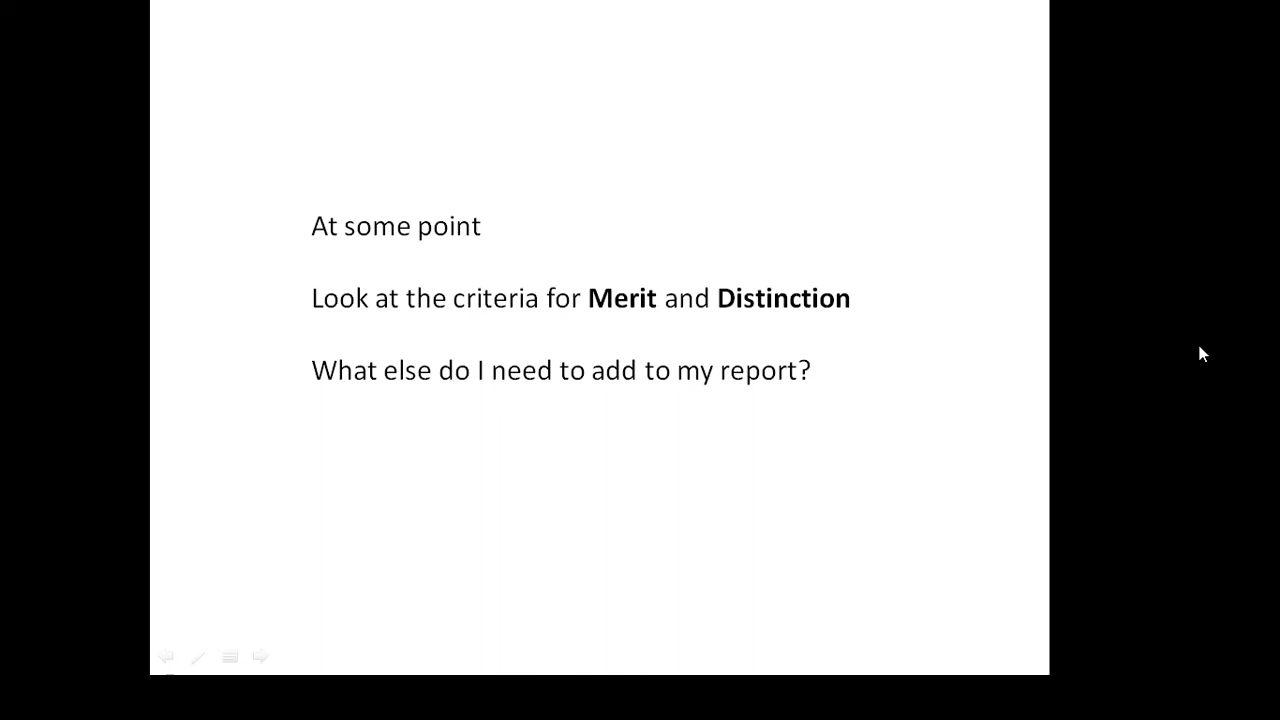 At some point
Look at the criteria for Merit and Distinction
What else do I need to add to my report?